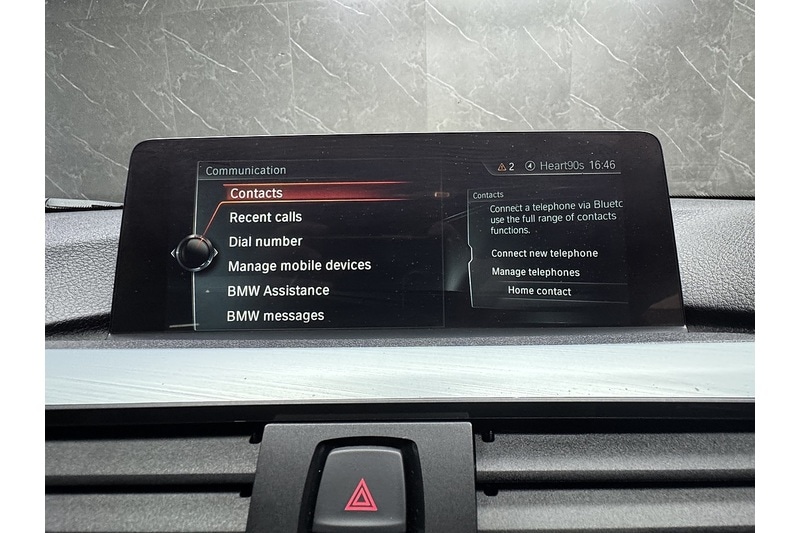 Communication
2 Heart90s 16:46
Contacts
Recent calls
Dial number
Manage mobile devices
BMW Assistance
BMW messages
Contacts
Connect a telephone via Bluetc
use the full range of contacts
functions.
Connect new telephone
Manage telephones
Home contact